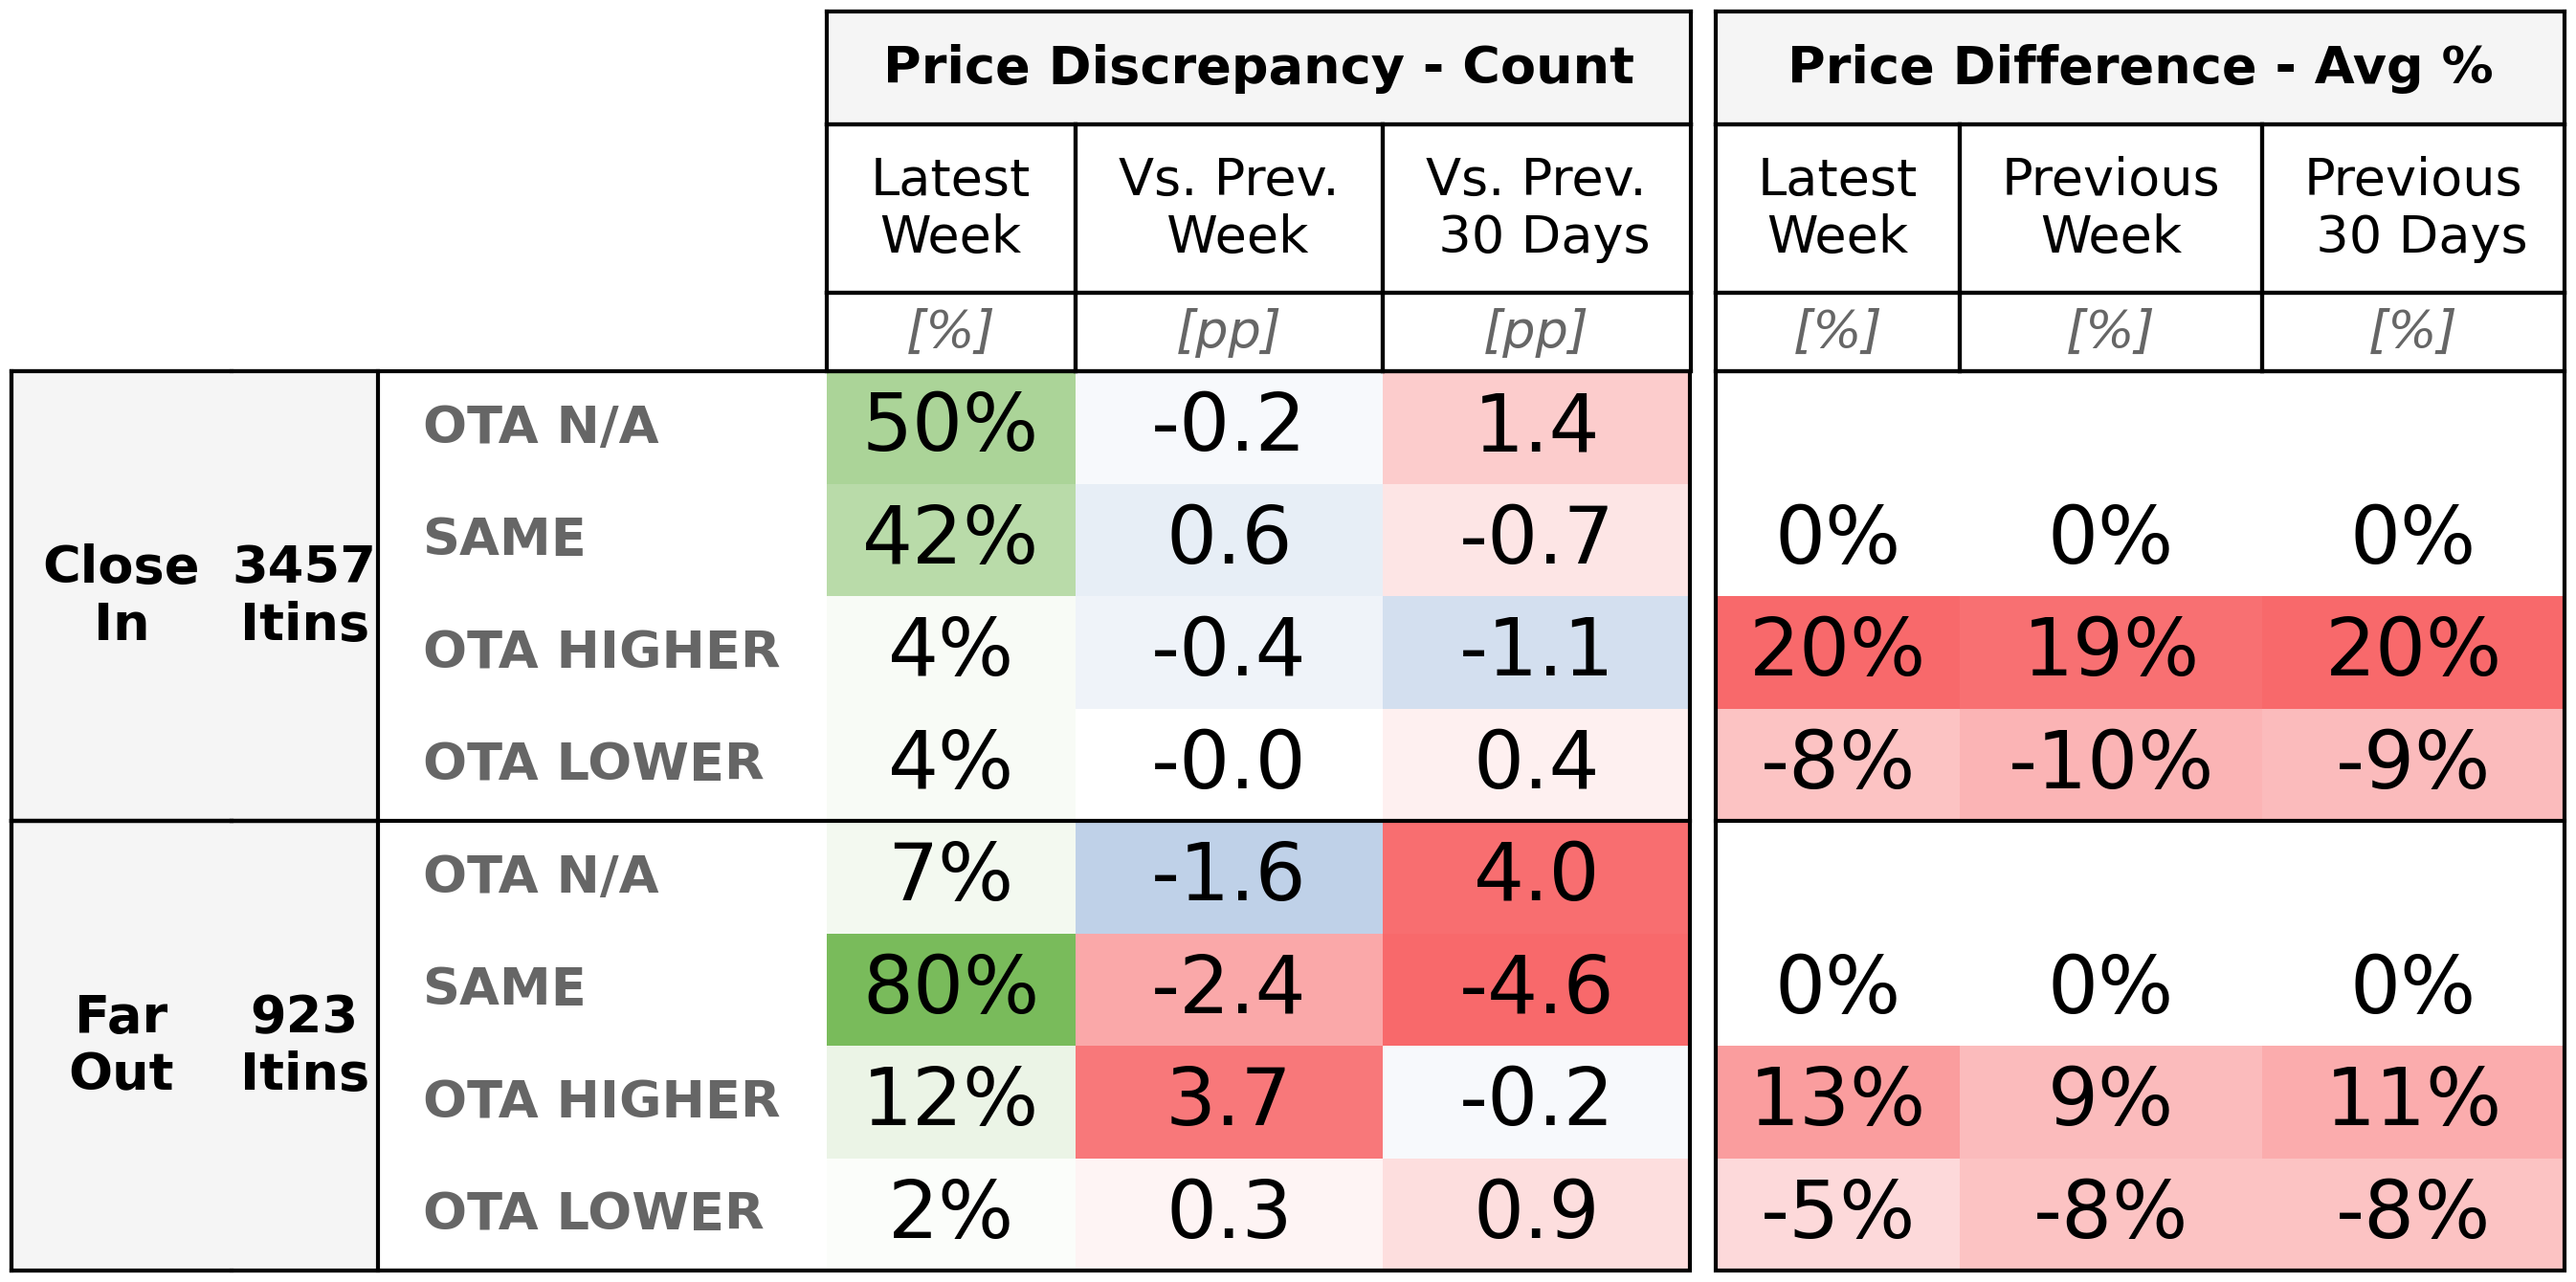 Price Discrepancy - Count Price Difference - Avg %
Latest Week Vs. Prev. Week Vs. Prev. 30 Days Latest Week Previous Week Previous 30 Days
[%] [pp] [pp] [%] [%] [%]
Close In 3457 Itins
OTA N/A 50% -0.2 1.4
SAME 42% 0.6 -0.7 0% 0% 0%
OTA HIGHER 4% -0.4 -1.1 20% 19% 20%
OTA LOWER 4% -0.0 0.4 -8% -10% -9%
Far Out 923 Itins
OTA N/A 7% -1.6 4.0
SAME 80% -2.4 -4.6 0% 0% 0%
OTA HIGHER 12% 3.7 -0.2 13% 9% 11%
OTA LOWER 2% 0.3 0.9 -5% -8% -8%